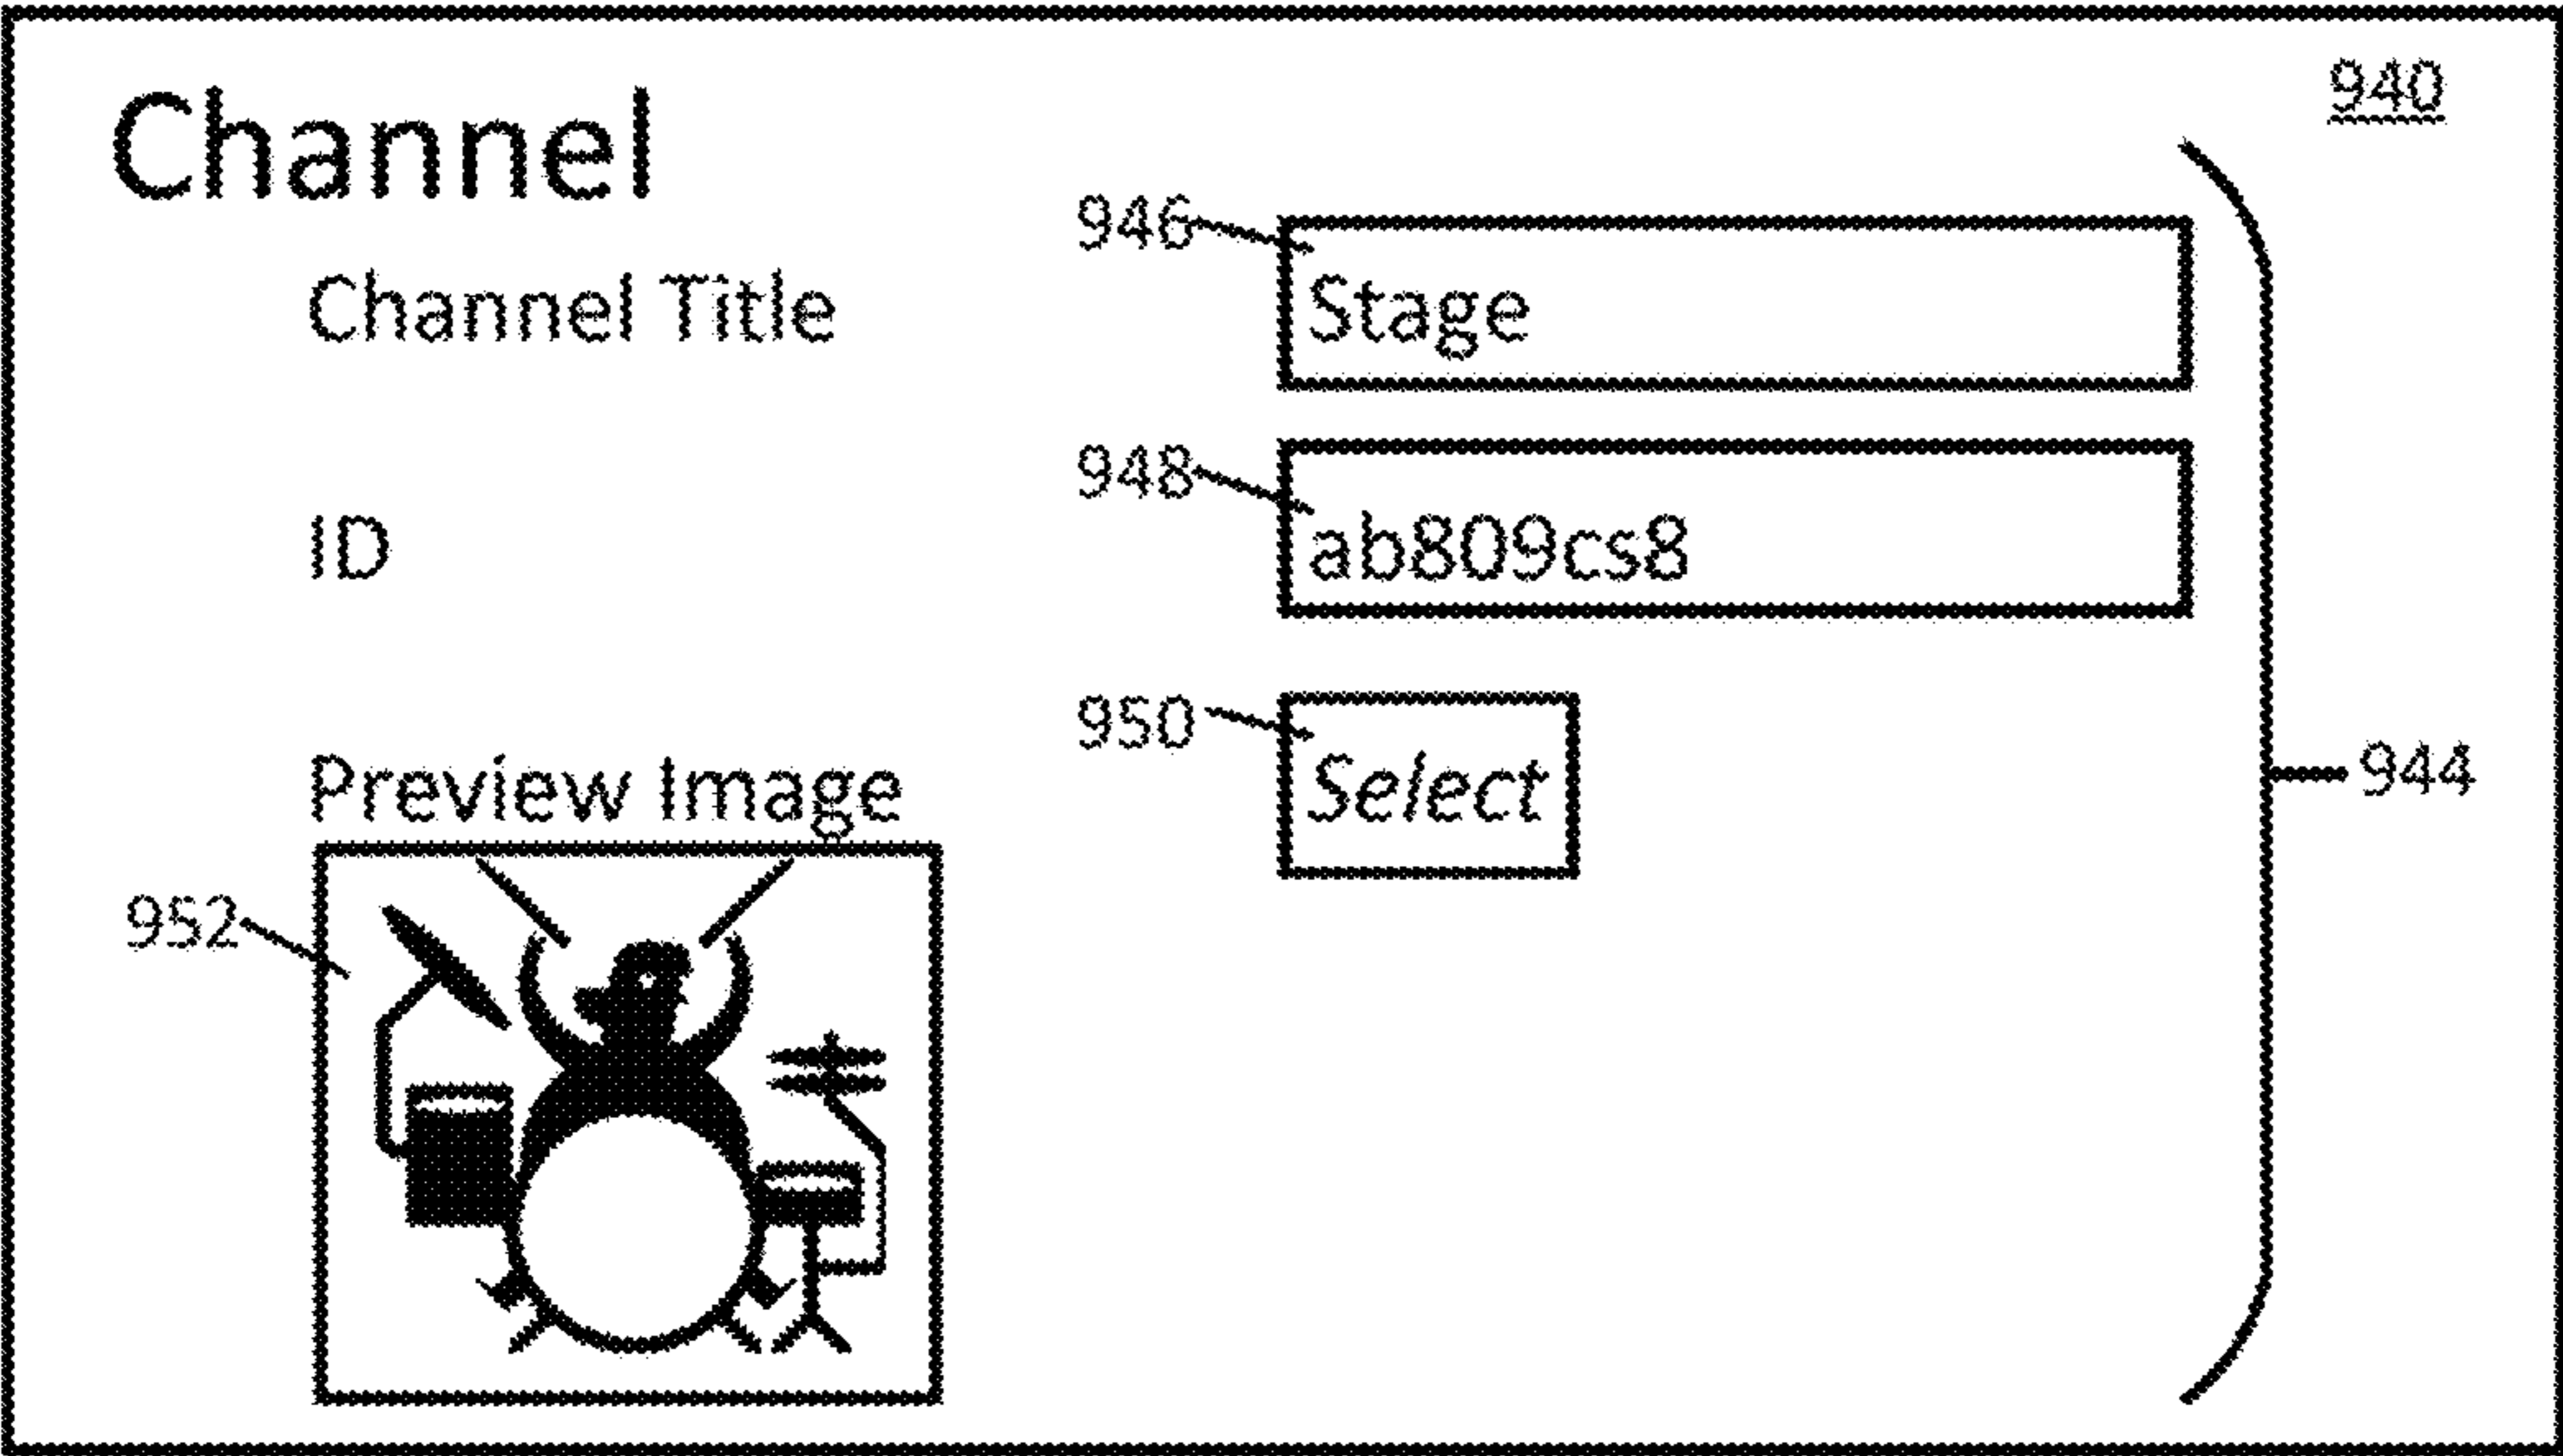 940
Channel
946
Channel Title
Stage
948
ID
ab809cs8
950
Preview Image
Select
944
952